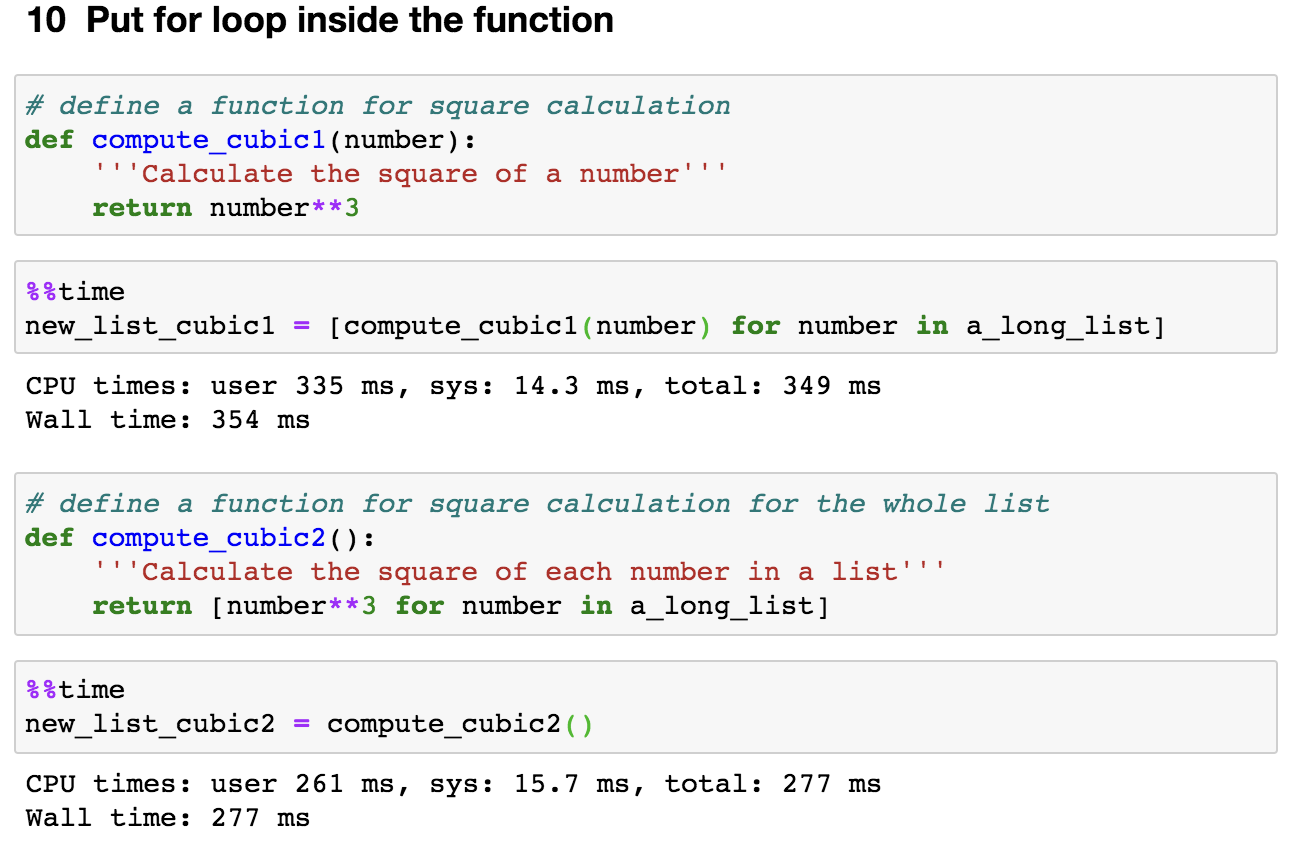 10 Put for loop inside the function
# define a function for square calculation
def compute_cubic1(number):
    '''Calculate the square of a number'''
    return number**3
%%time
new_list_cubic1 = [compute_cubic1(number) for number in a_long_list]
CPU times: user 335 ms, sys: 14.3 ms, total: 349 ms
Wall time: 354 ms
# define a function for square calculation for the whole list
def compute_cubic2():
    '''Calculate the square of each number in a list'''
    return [number**3 for number in a_long_list]
%%time
new_list_cubic2 = compute_cubic2()
CPU times: user 261 ms, sys: 15.7 ms, total: 277 ms
Wall time: 277 ms